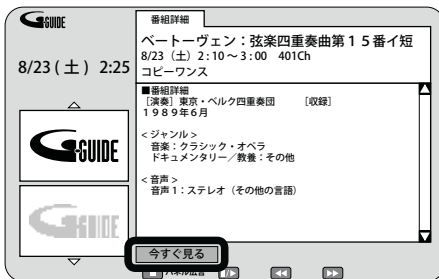 G-GUIDE
番組詳細
8/23 (土) 2:25
ベートーヴェン：弦楽四重奏曲第１５番イ短
8/23（土）2:10～3:00 401Ch
コピーワンス
■番組詳細
［演奏］東京・ベルク四重奏団 ［収録］
１９８９年６月
＜ジャンル＞
音楽：クラシック・オペラ
ドキュメンタリー／教養：その他
＜音声＞
音声１：ステレオ（その他の言語）
G-GUIDE
G-GUIDE
今すぐ見る